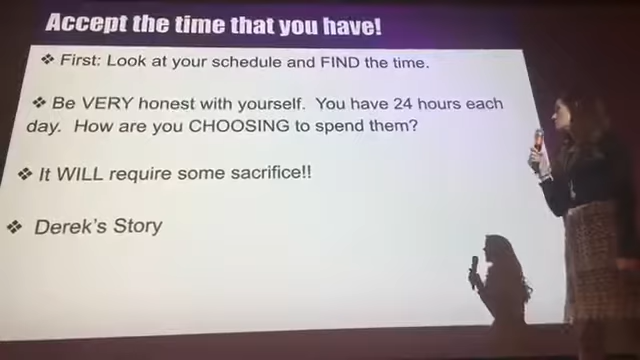 Accept the time that you have!
❖ First: Look at your schedule and FIND the time.
❖ Be VERY honest with yourself. You have 24 hours each
day. How are you CHOOSING to spend them?
❖ It WILL require some sacrifice!!
❖ Derek's Story